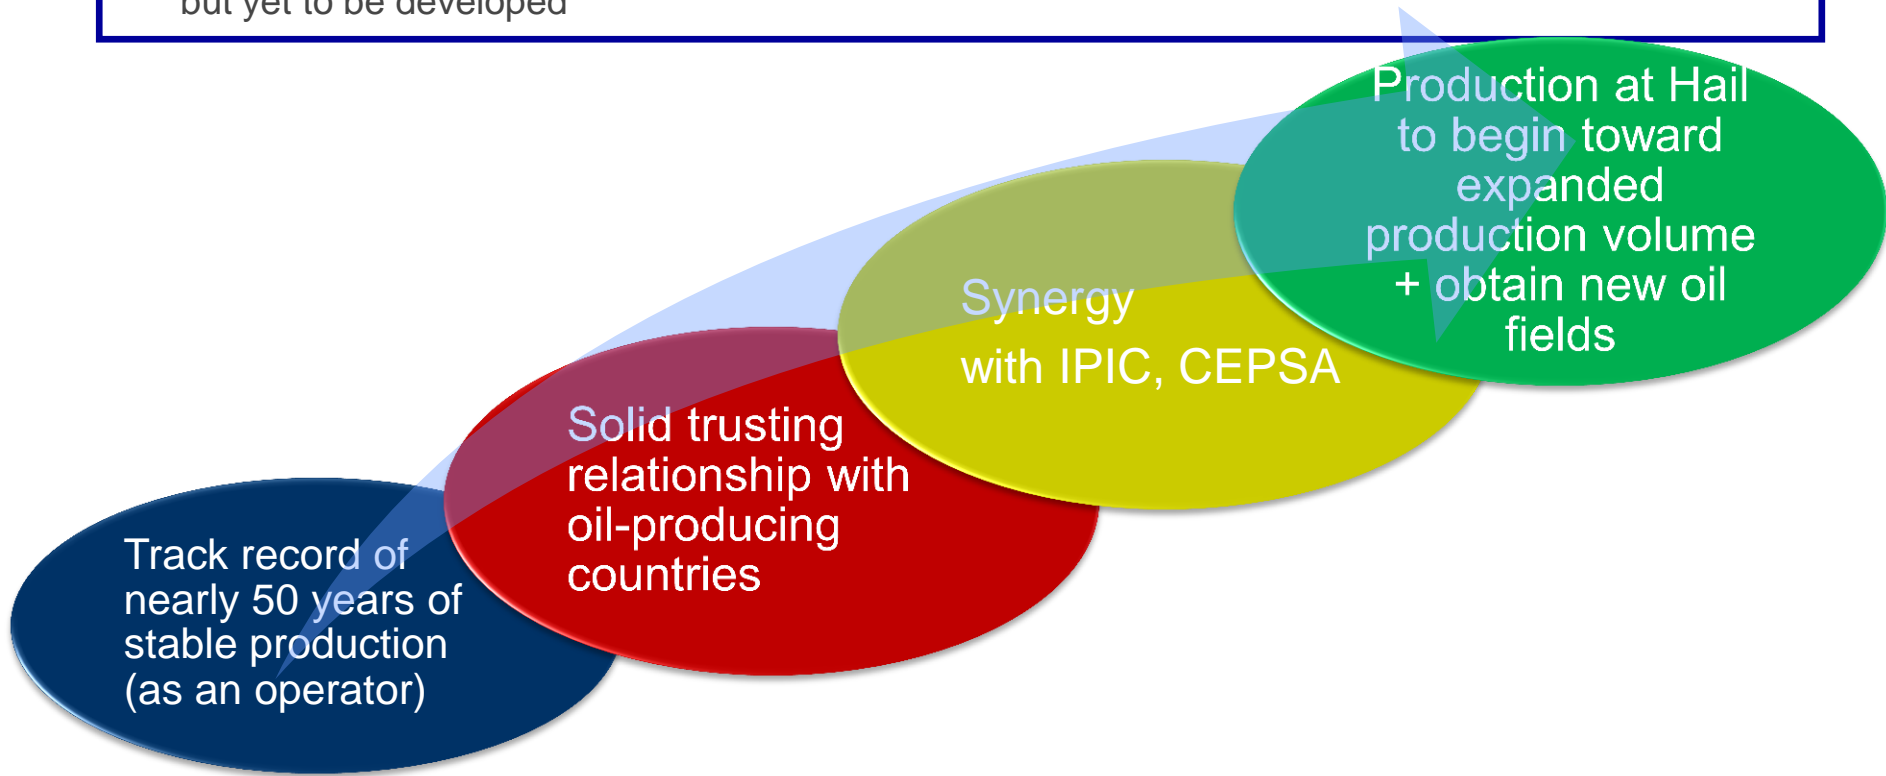 but yet to be developed
Production at Hail
to begin toward
expanded
production volume
+ obtain new oil
fields
Synergy
with IPIC, CEPSA
Solid trusting
relationship with
oil-producing
countries
Track record of
nearly 50 years of
stable production
(as an operator)